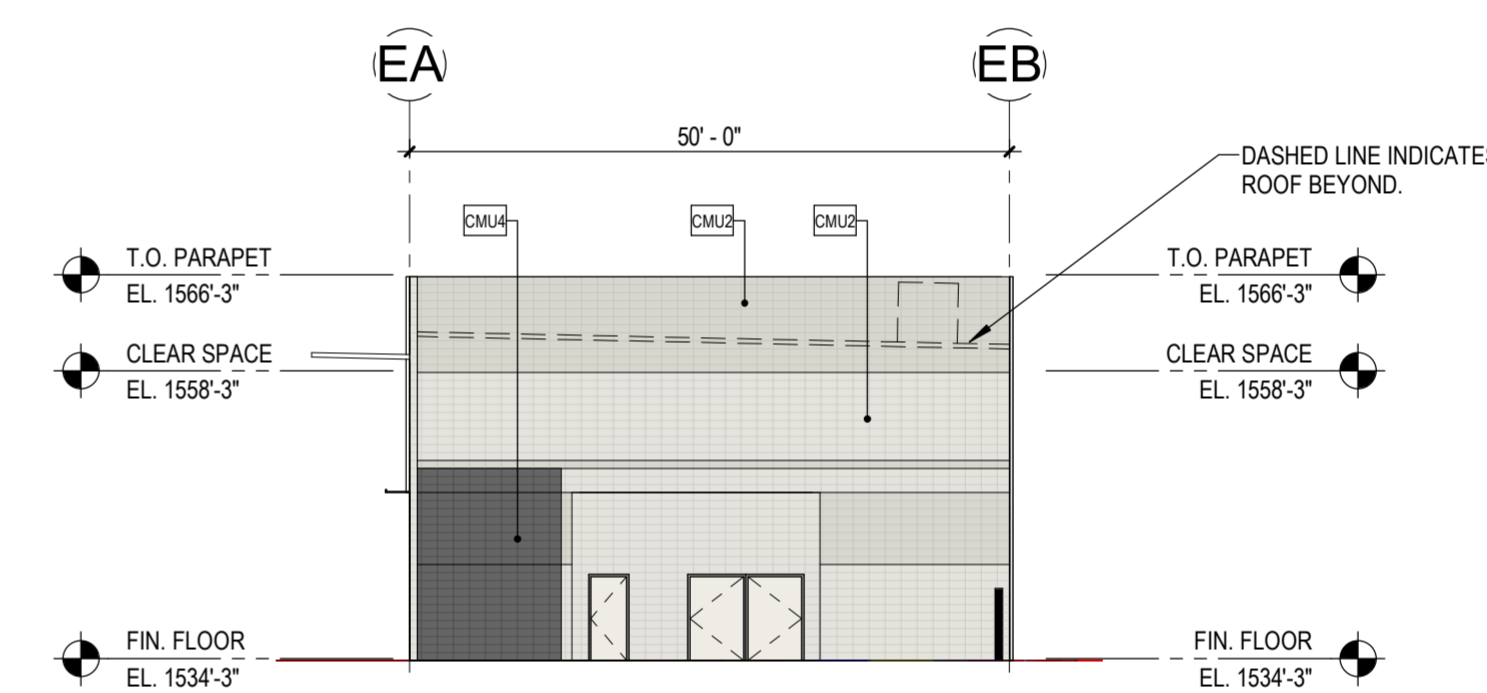 EA
EB
50' - 0"
DASHED LINE INDICATES
ROOF BEYOND.
CMU4
CMU2
CMU2
T.O. PARAPET
EL. 1566'-3"
T.O. PARAPET
EL. 1566'-3"
CLEAR SPACE
EL. 1558'-3"
CLEAR SPACE
EL. 1558'-3"
FIN. FLOOR
EL. 1534'-3"
FIN. FLOOR
EL. 1534'-3"